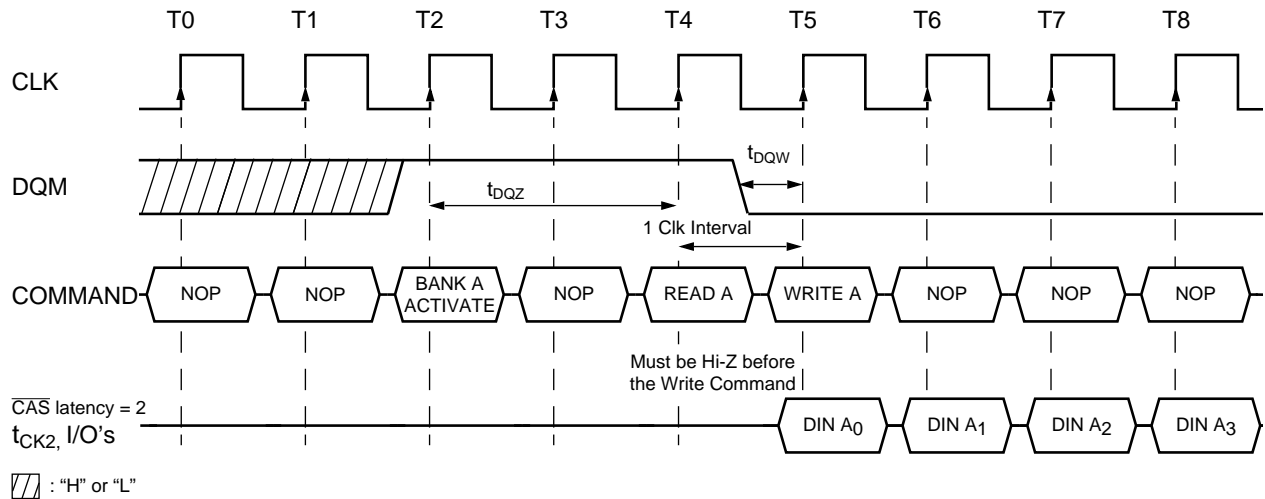 T0 T1 T2 T3 T4 T5 T6 T7 T8
CLK
DQM
tDQW
tDQZ
1 Clk Interval
COMMAND
NOP NOP BANK A ACTIVATE NOP READ A WRITE A NOP NOP NOP
Must be Hi-Z before
the Write Command
CAS latency = 2
tCK2, I/O's
DIN A0 DIN A1 DIN A2 DIN A3
: “H” or “L”